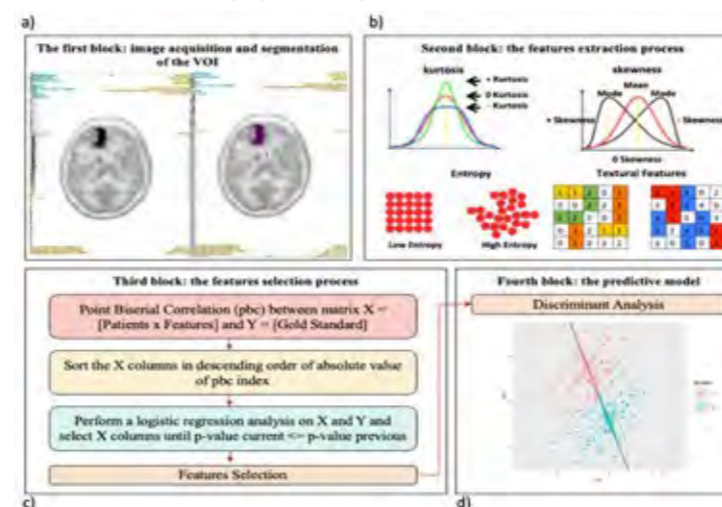 a)
The first block: image acquisition and segmentation
of the VOI
b)
Second block: the features extraction process
kurtosis
+ Kurtosis
0 Kurtosis
- Kurtosis
skewness
Mean
Mode
Mode
+ Skewness
- Skewness
0 Skewness
Entropy
Low Entropy
High Entropy
Textural Features
Third block: the features selection process
Point Biserial Correlation (pbc) between matrix X =
[Patients x Features] and Y = [Gold Standard]
Sort the X columns in descending order of absolute value
of pbc index
Perform a logistic regression analysis on X and Y and
select X columns until p-value current <= p-value previous
Features Selection
c)
Fourth block: the predictive model
Discriminant Analysis
d)